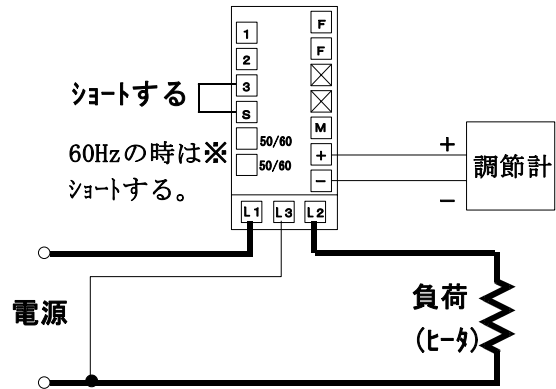 1
2
3
S
50/60
50/60
F
F
M
+
−
L1 L3 L2
ｼｮｰﾄする
60Hzの時は※
ｼｮｰﾄする。
+
−
調節計
電源
負荷
(ﾋｰﾀ)